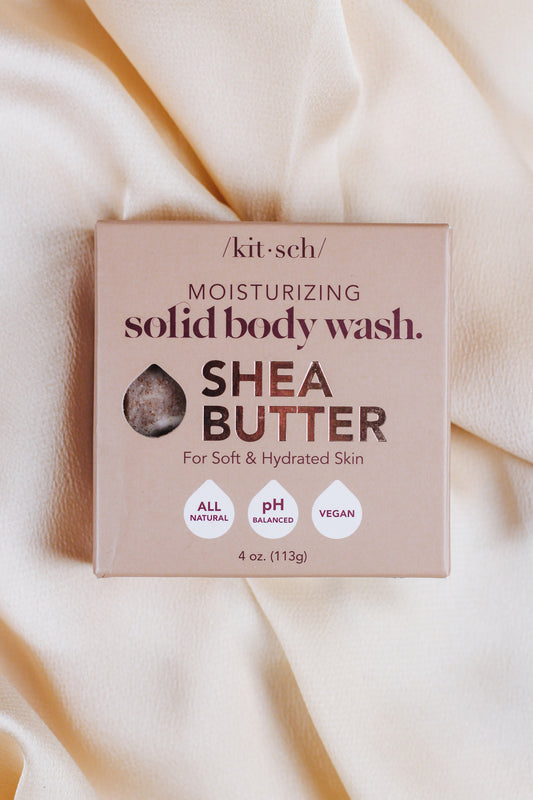 /kit·sch/
MOISTURIZING
solid body wash.
SHEA
BUTTER
For Soft & Hydrated Skin
ALL
NATURAL
pH
BALANCED
VEGAN
4 oz. (113g)